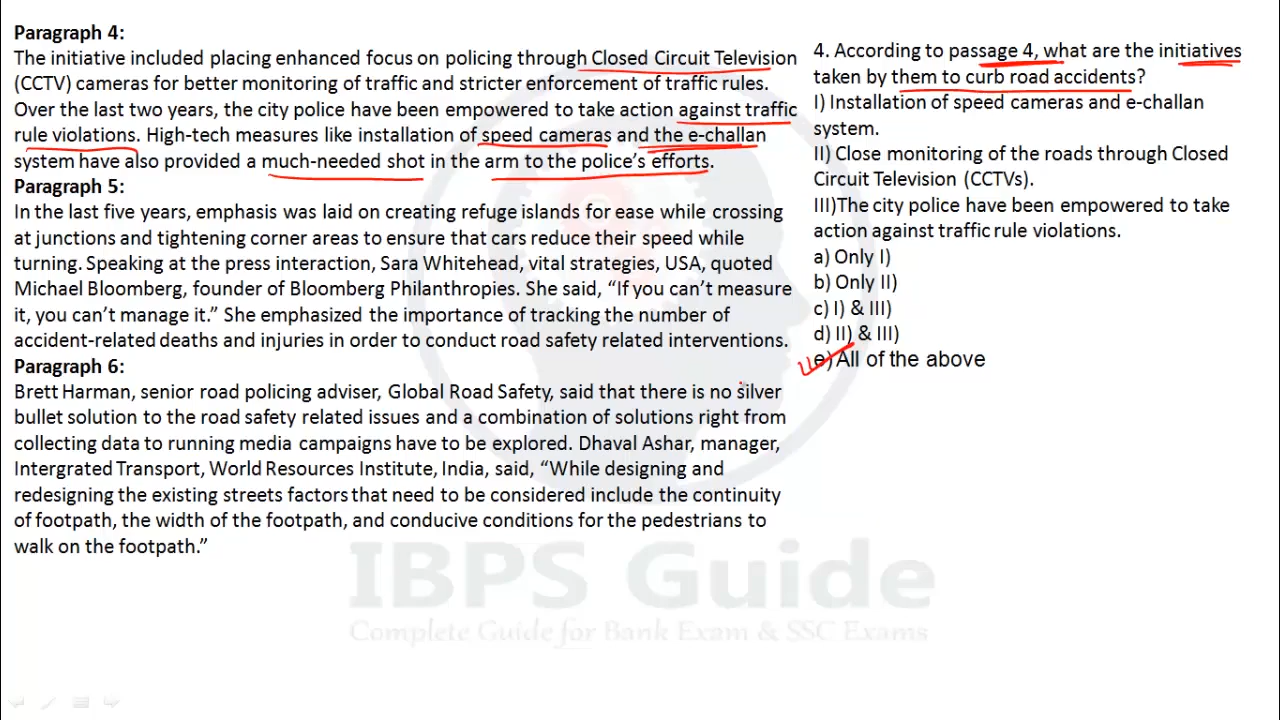 Paragraph 4:
The initiative included placing enhanced focus on policing through Closed Circuit Television
(CCTV) cameras for better monitoring of traffic and stricter enforcement of traffic rules.
Over the last two years, the city police have been empowered to take action against traffic
rule violations. High-tech measures like installation of speed cameras and the e-challan
system have also provided a much-needed shot in the arm to the police’s efforts.
Paragraph 5:
In the last five years, emphasis was laid on creating refuge islands for ease while crossing
at junctions and tightening corner areas to ensure that cars reduce their speed while
turning. Speaking at the press interaction, Sara Whitehead, vital strategies, USA, quoted
Michael Bloomberg, founder of Bloomberg Philanthropies. She said, “If you can’t measure
it, you can’t manage it.” She emphasized the importance of tracking the number of
accident-related deaths and injuries in order to conduct road safety related interventions.
Paragraph 6:
Brett Harman, senior road policing adviser, Global Road Safety, said that there is no silver
bullet solution to the road safety related issues and a combination of solutions right from
collecting data to running media campaigns have to be explored. Dhaval Ashar, manager,
Intergrated Transport, World Resources Institute, India, said, “While designing and
redesigning the existing streets factors that need to be considered include the continuity
of footpath, the width of the footpath, and conducive conditions for the pedestrians to
walk on the footpath.”
4. According to passage 4, what are the initiatives
taken by them to curb road accidents?
I) Installation of speed cameras and e-challan
system.
II) Close monitoring of the roads through Closed
Circuit Television (CCTVs).
III)The city police have been empowered to take
action against traffic rule violations.
a) Only I)
b) Only II)
c) I) & III)
d) II) & III)
e) All of the above
IBPS Guide
Complete Guide for Bank Exam & SSC Exams